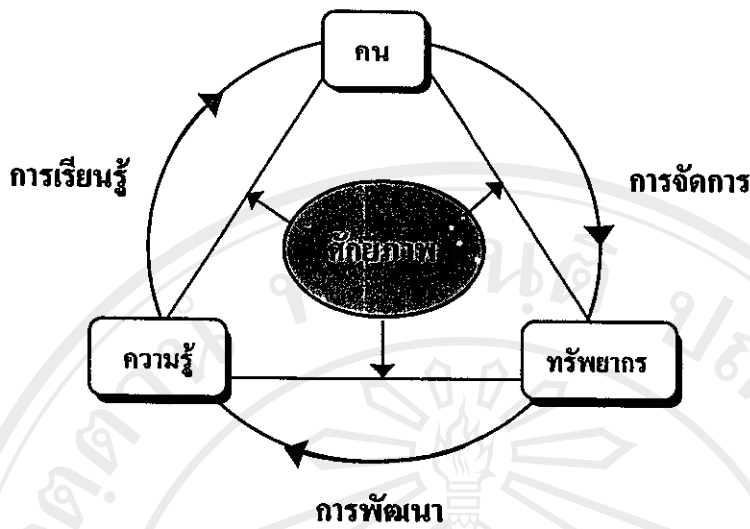 คน
การเรียนรู้
การจัดการ
ศักยภาพ
ความรู้
ทรัพยากร
การพัฒนา